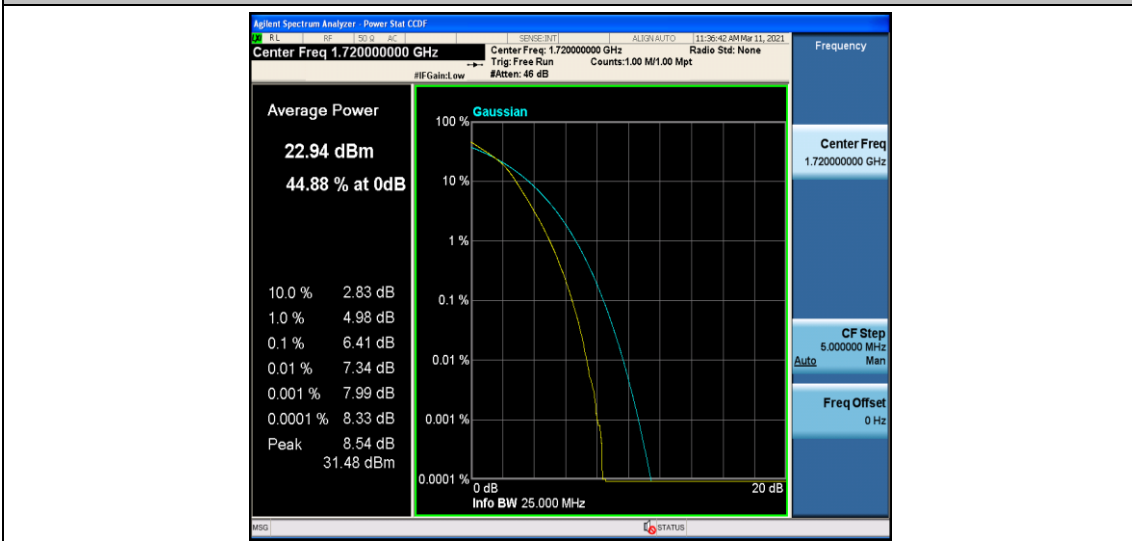 Agilent Spectrum Analyzer - Power Stat CCDF
RL RF 50 Ω AC SENSE:INT ALIGNAUTO 11:36:42 AM Mar 11, 2021
Center Freq 1.720000000 GHz
Center Freq: 1.720000000 GHz Radio Std: None
Trig: Free Run Counts:1.00 M/1.00 Mpt
#IFGain:Low #Atten: 46 dB
Frequency
Average Power
22.94 dBm
44.88 % at 0dB
10.0 % 2.83 dB
1.0 % 4.98 dB
0.1 % 6.41 dB
0.01 % 7.34 dB
0.001 % 7.99 dB
0.0001 % 8.33 dB
Peak 8.54 dB
31.48 dBm
Gaussian
100 %
10 %
1 %
0.1 %
0.01 %
0.001 %
0.0001 %
0 dB 20 dB
Info BW 25.000 MHz
Center Freq
1.720000000 GHz
CF Step
5.000000 MHz
Auto Man
Freq Offset
0 Hz
MSG STATUS